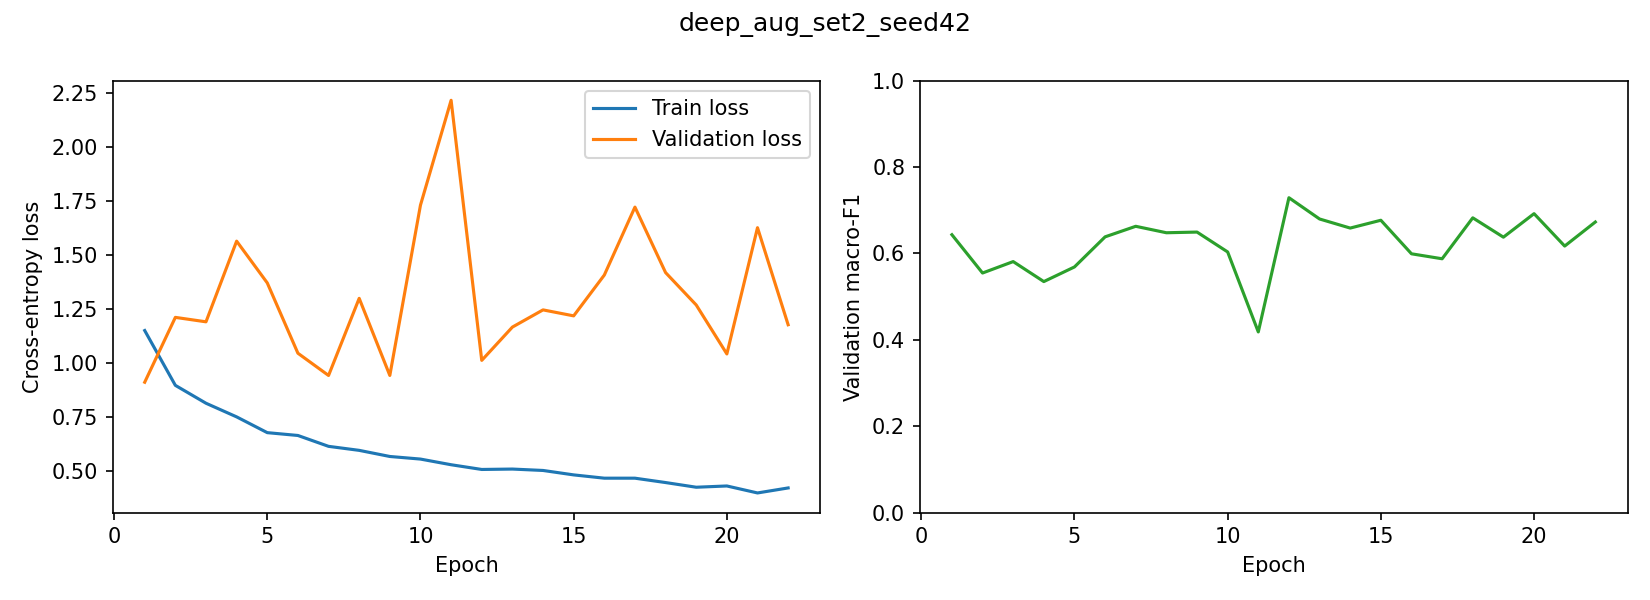 deep_aug_set2_seed42
Cross-entropy loss
2.25
2.00
1.75
1.50
1.25
1.00
0.75
0.50
0 5 10 15 20
Epoch
Train loss
Validation loss
Validation macro-F1
1.0
0.8
0.6
0.4
0.2
0.0
0 5 10 15 20
Epoch